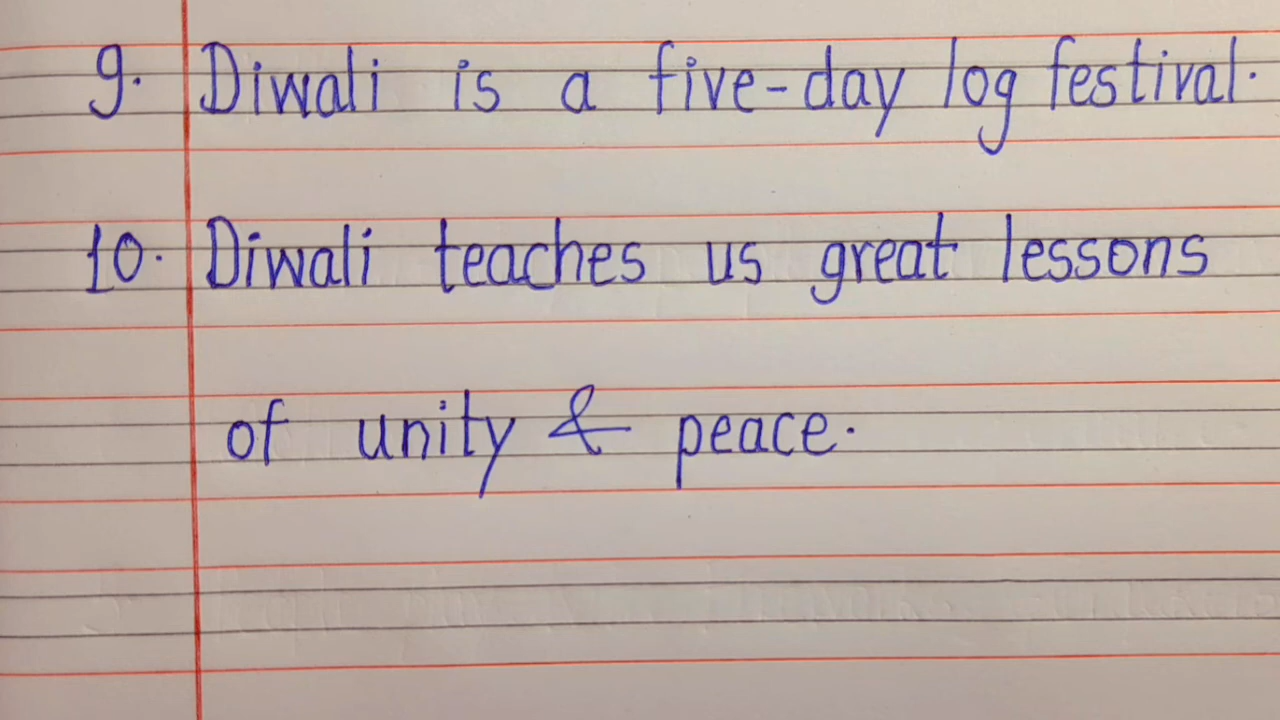 9. Diwali is a five-day log festival.
10. Diwali teaches us great lessons
of unity & peace.